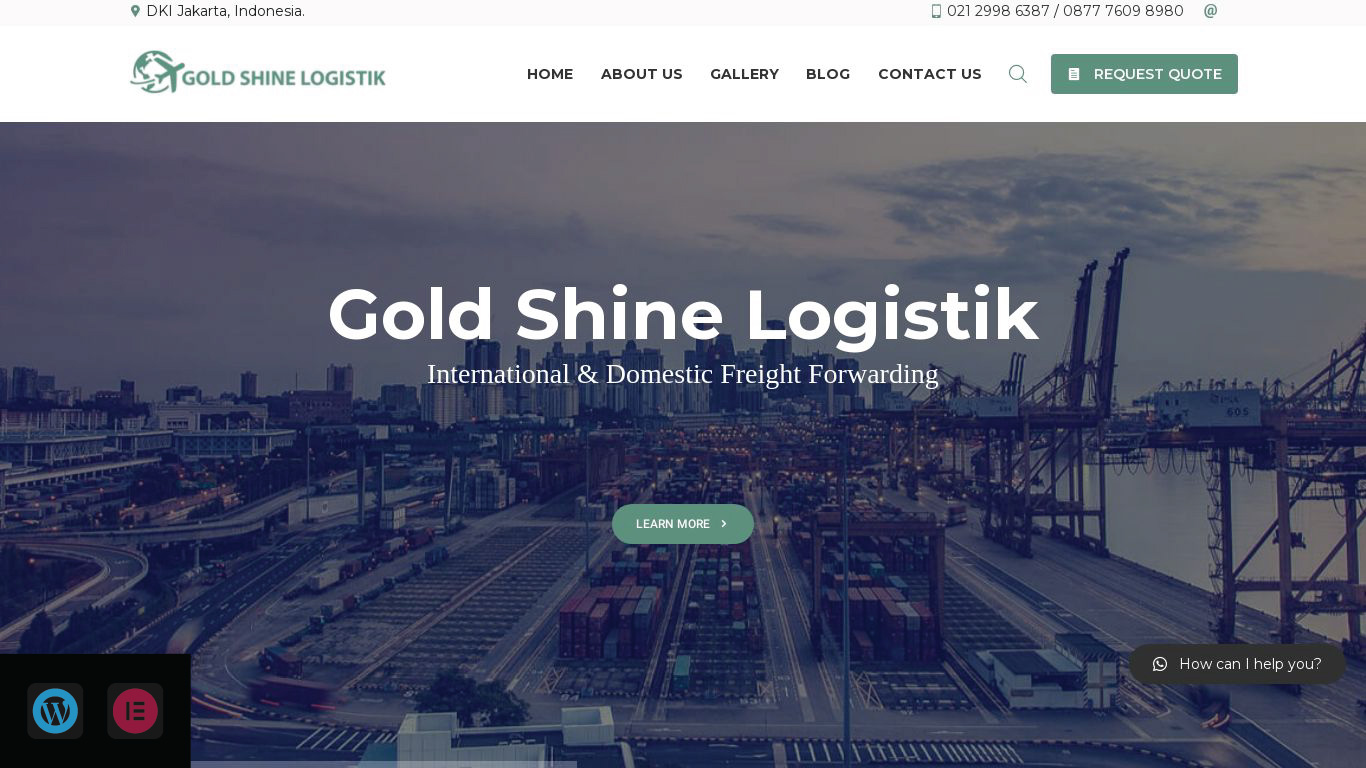 DKI Jakarta, Indonesia.
021 2998 6387 / 0877 7609 8980 @
GOLD SHINE LOGISTIK
HOME ABOUT US GALLERY BLOG CONTACT US REQUEST QUOTE
Gold Shine Logistik
International & Domestic Freight Forwarding
PSA
605
LEARN MORE
How can I help you?